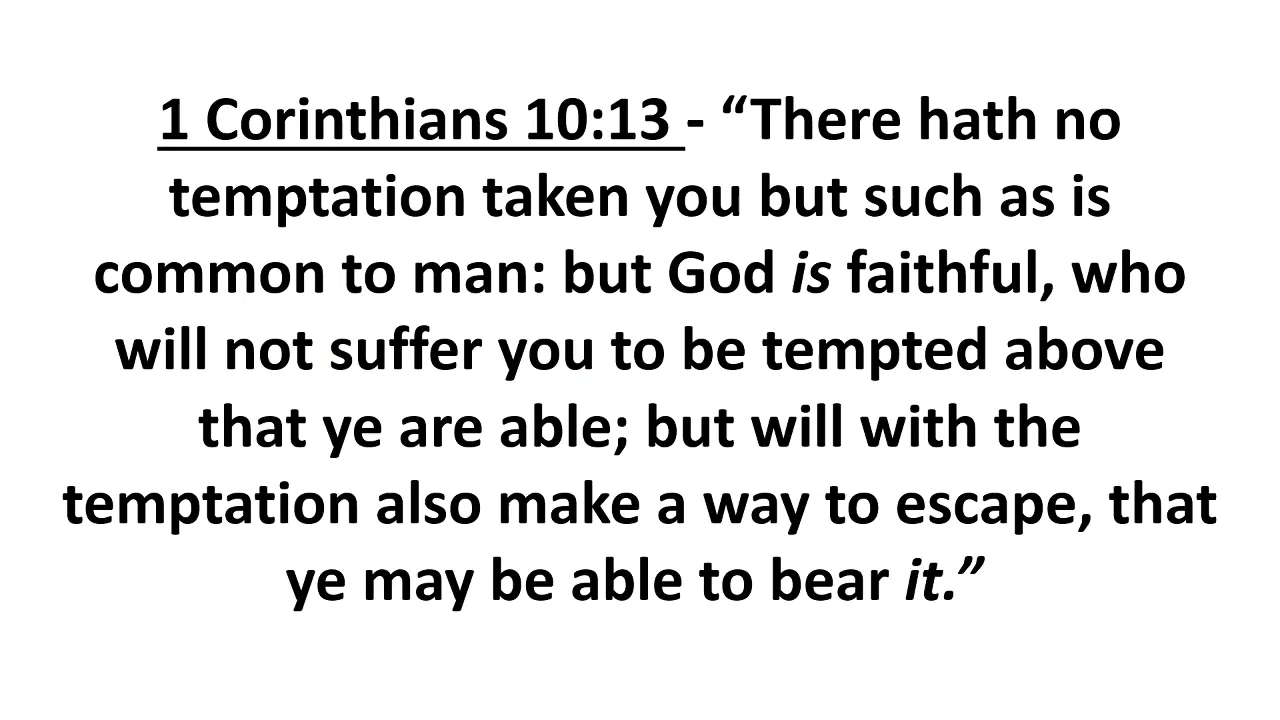 1 Corinthians 10:13 - “There hath no
temptation taken you but such as is
common to man: but God is faithful, who
will not suffer you to be tempted above
that ye are able; but will with the
temptation also make a way to escape, that
ye may be able to bear it.”